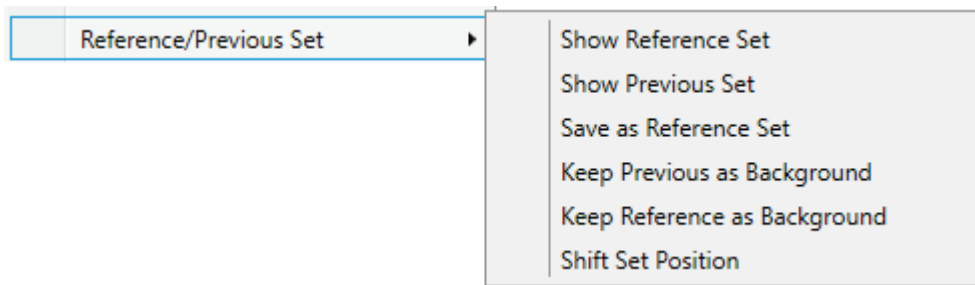 Reference/Previous Set
Show Reference Set
Show Previous Set
Save as Reference Set
Keep Previous as Background
Keep Reference as Background
Shift Set Position